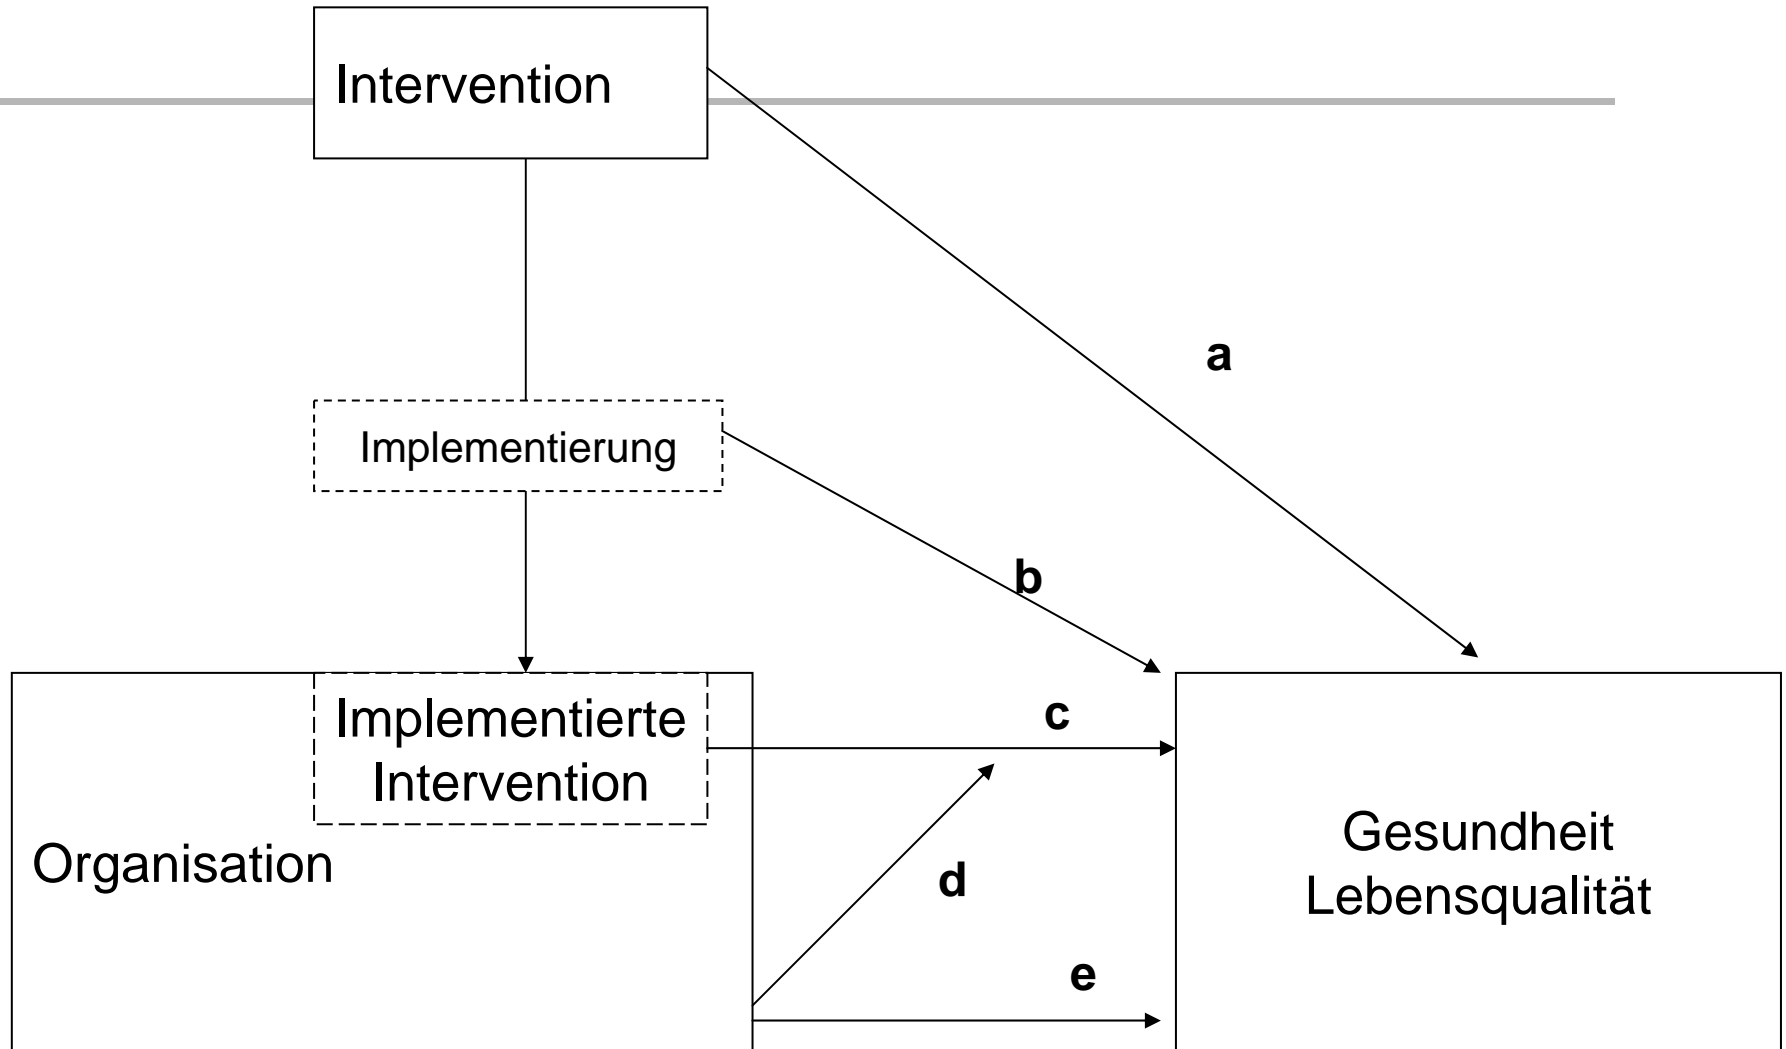 Intervention
a
Implementierung
b
Implementierte
Intervention
c
Organisation
d
Gesundheit
Lebensqualität
e